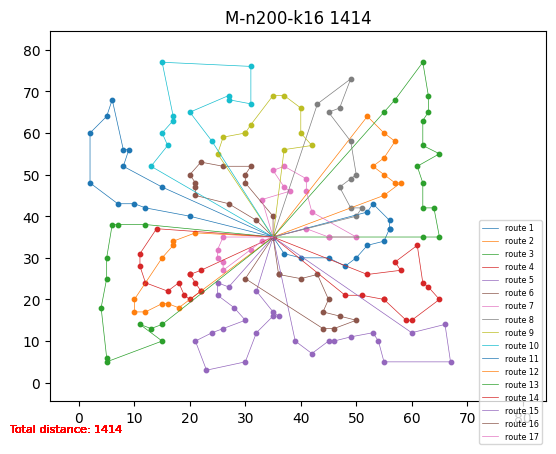 M-n200-k16 1414
80
70
60
50
40
30
20
10
0
0
10
20
30
40
50
60
70
80
route 1
route 2
route 3
route 4
route 5
route 6
route 7
route 8
route 9
route 10
route 11
route 12
route 13
route 14
route 15
route 16
route 17
Total distance: 1414